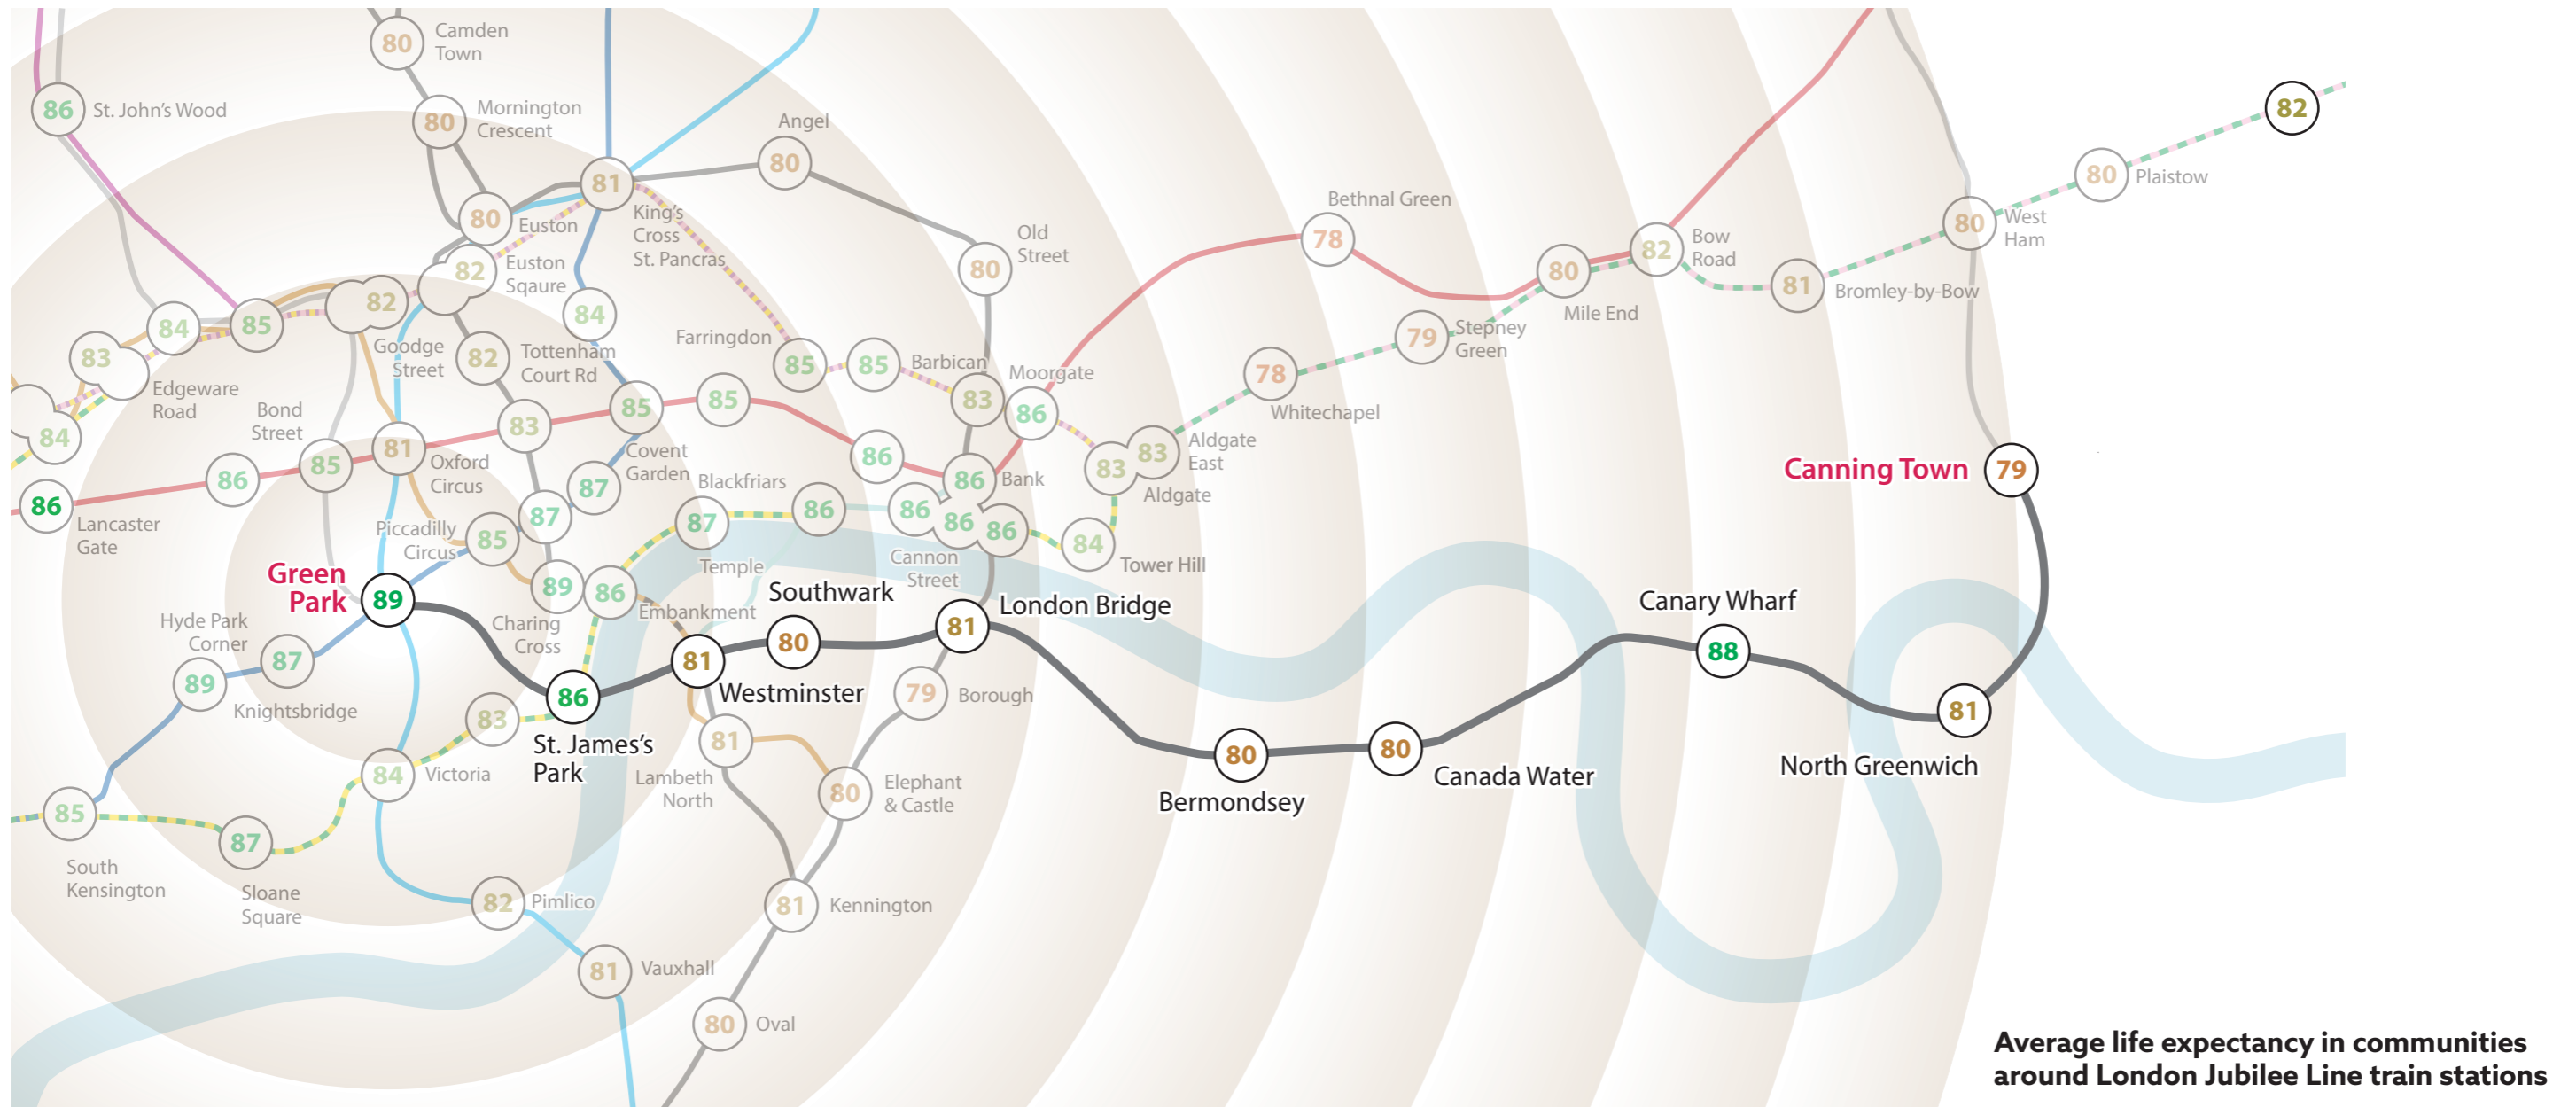 80
Camden
Town
86
St. John's Wood
80
Mornington
Crescent
82
Angel
80
81
King's
Cross
St. Pancras
80
Plaistow
80
Euston
Bethnal Green
78
80
West
Ham
Old
Street
80
82
Bow
Road
82
Euston
Sqaure
80
Mile End
81
Bromley-by-Bow
82
84
84
85
Farringdon
79
Stepney
Green
83
Edgeware
Road
Goodge
Street
82
Tottenham
Court Rd
85
85
Barbican
Moorgate
78
Whitechapel
84
Bond
Street
83
85
85
83
86
86
85
81
Oxford
Circus
Covent
Garden
86
83
83
Aldgate
East
Aldgate
86
Lancaster
Gate
87
Blackfriars
86
Bank
Canning Town
79
Piccadilly
Circus
85
87
87
Temple
86
86
86
86
Cannon
Street
84
Tower Hill
Green
Park
89
89
Charing
Cross
86
Embankment
Southwark
80
81
London Bridge
Canary Wharf
88
Hyde Park
Corner
87
89
Knightsbridge
81
Westminster
79
Borough
86
St. James's
Park
83
81
North Greenwich
84
Victoria
81
Lambeth
North
80
Elephant
& Castle
80
Bermondsey
80
Canada Water
85
South
Kensington
87
Sloane
Square
82
Pimlico
81
Kennington
81
Vauxhall
80
Oval
Average life expectancy in communities
around London Jubilee Line train stations